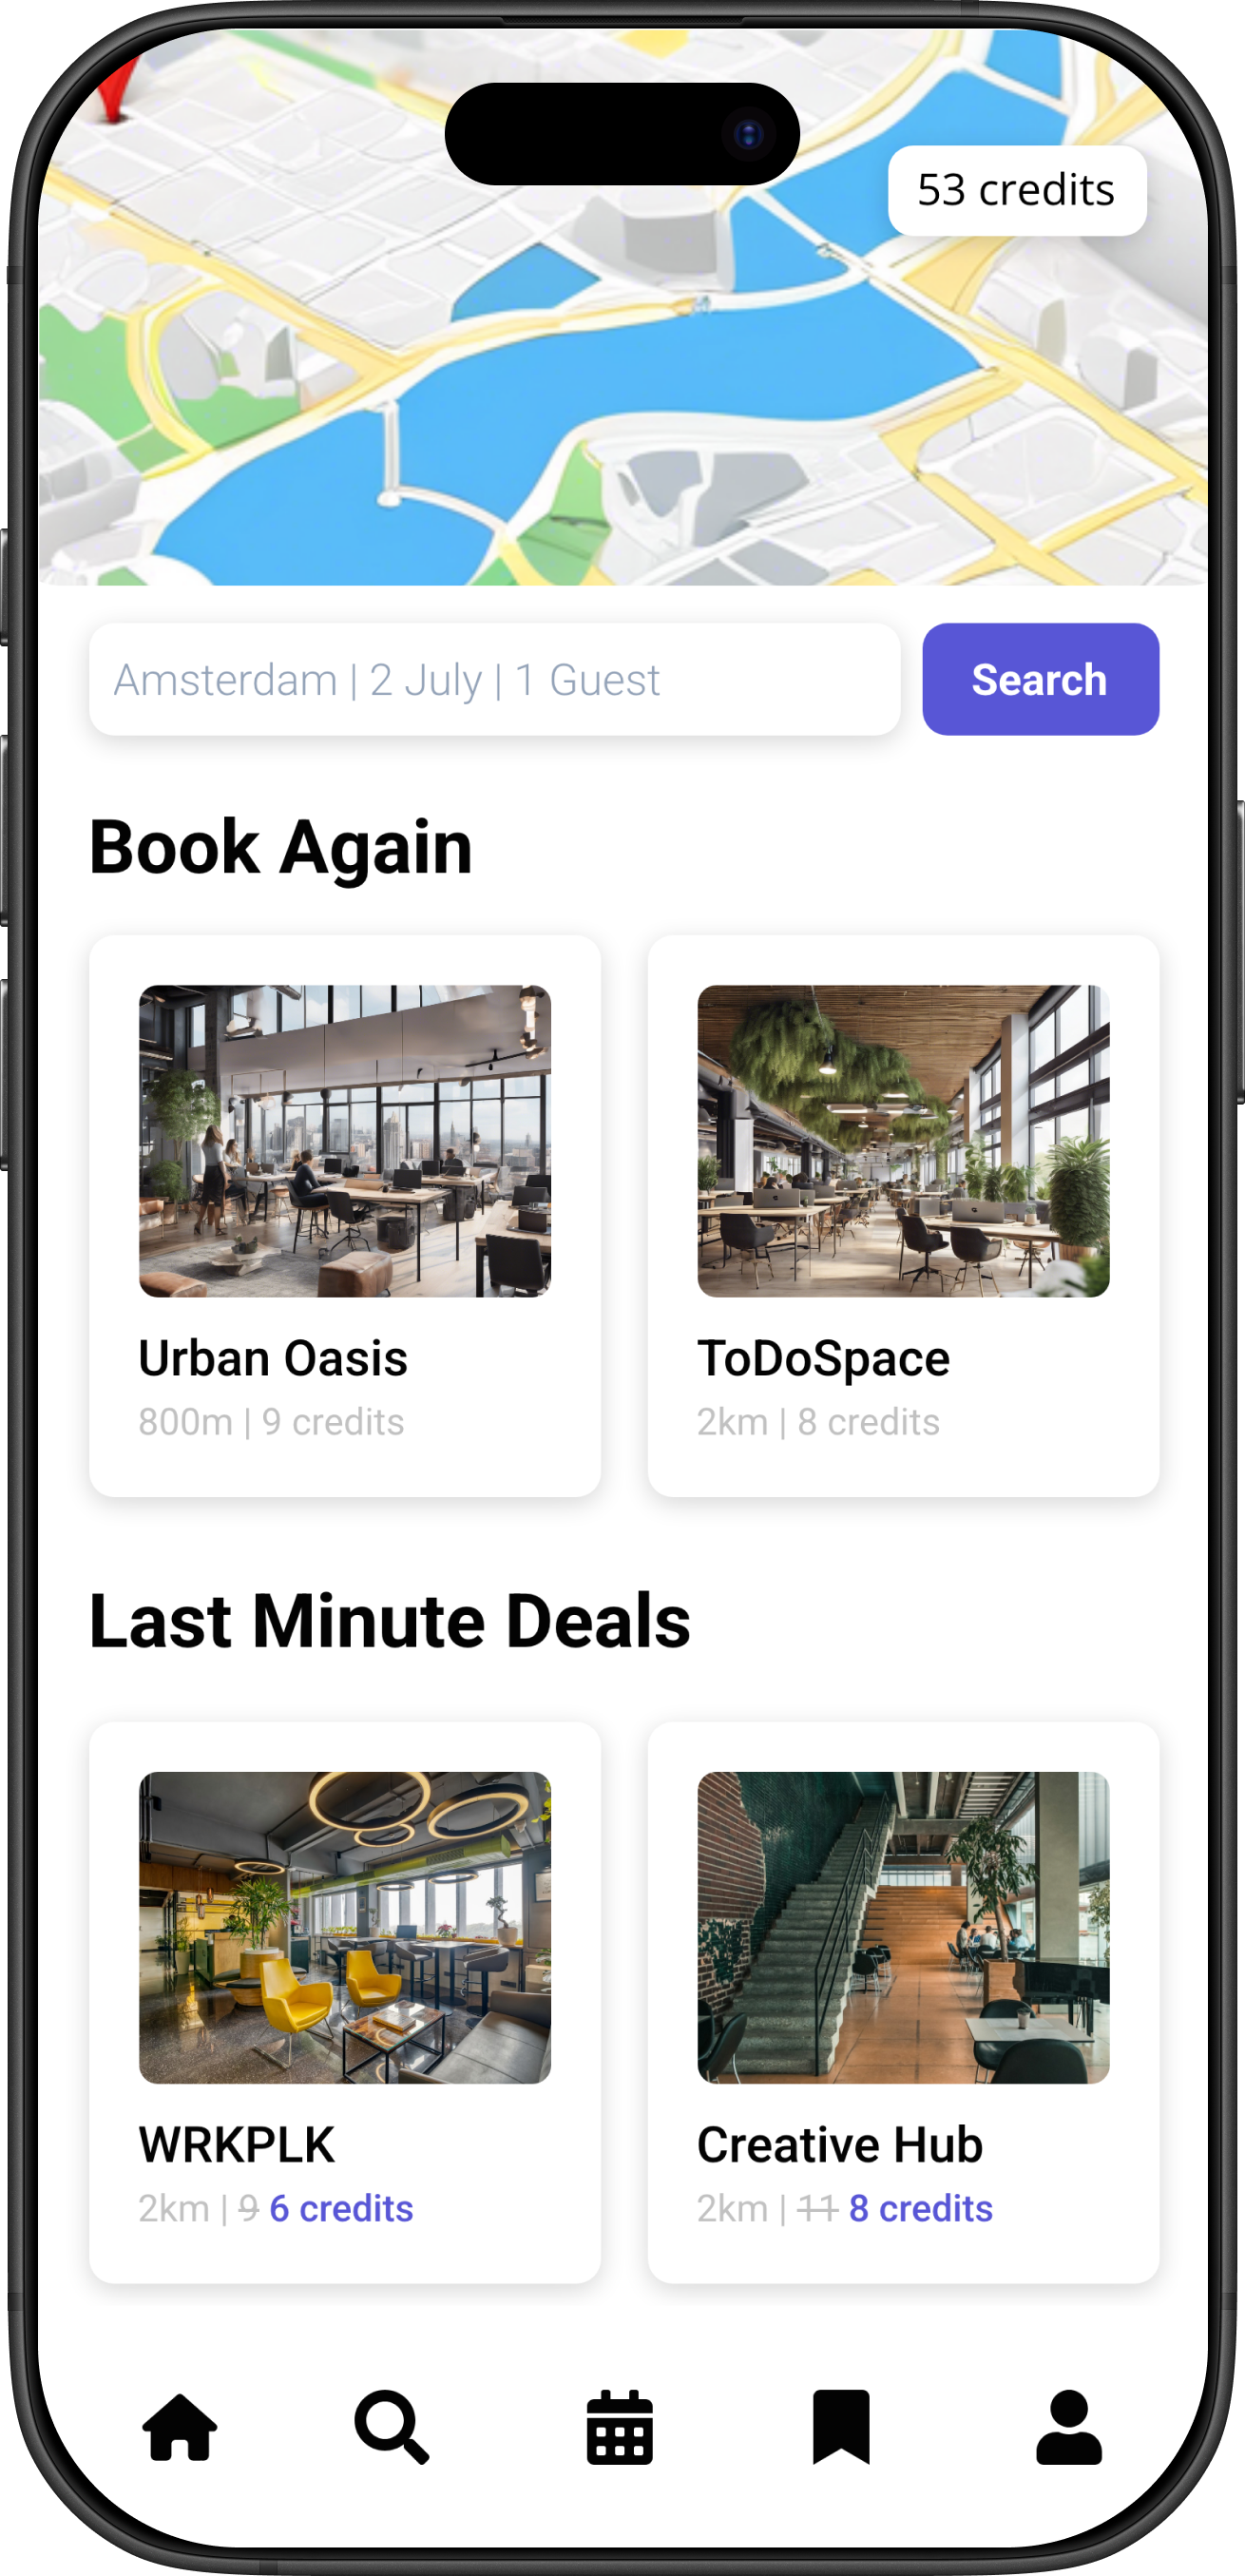 53 credits
Amsterdam | 2 July | 1 Guest
Search
Book Again
Urban Oasis
800m | 9 credits
ToDoSpace
2km | 8 credits
Last Minute Deals
WRKPLK
2km | 9 6 credits
Creative Hub
2km | 11 8 credits